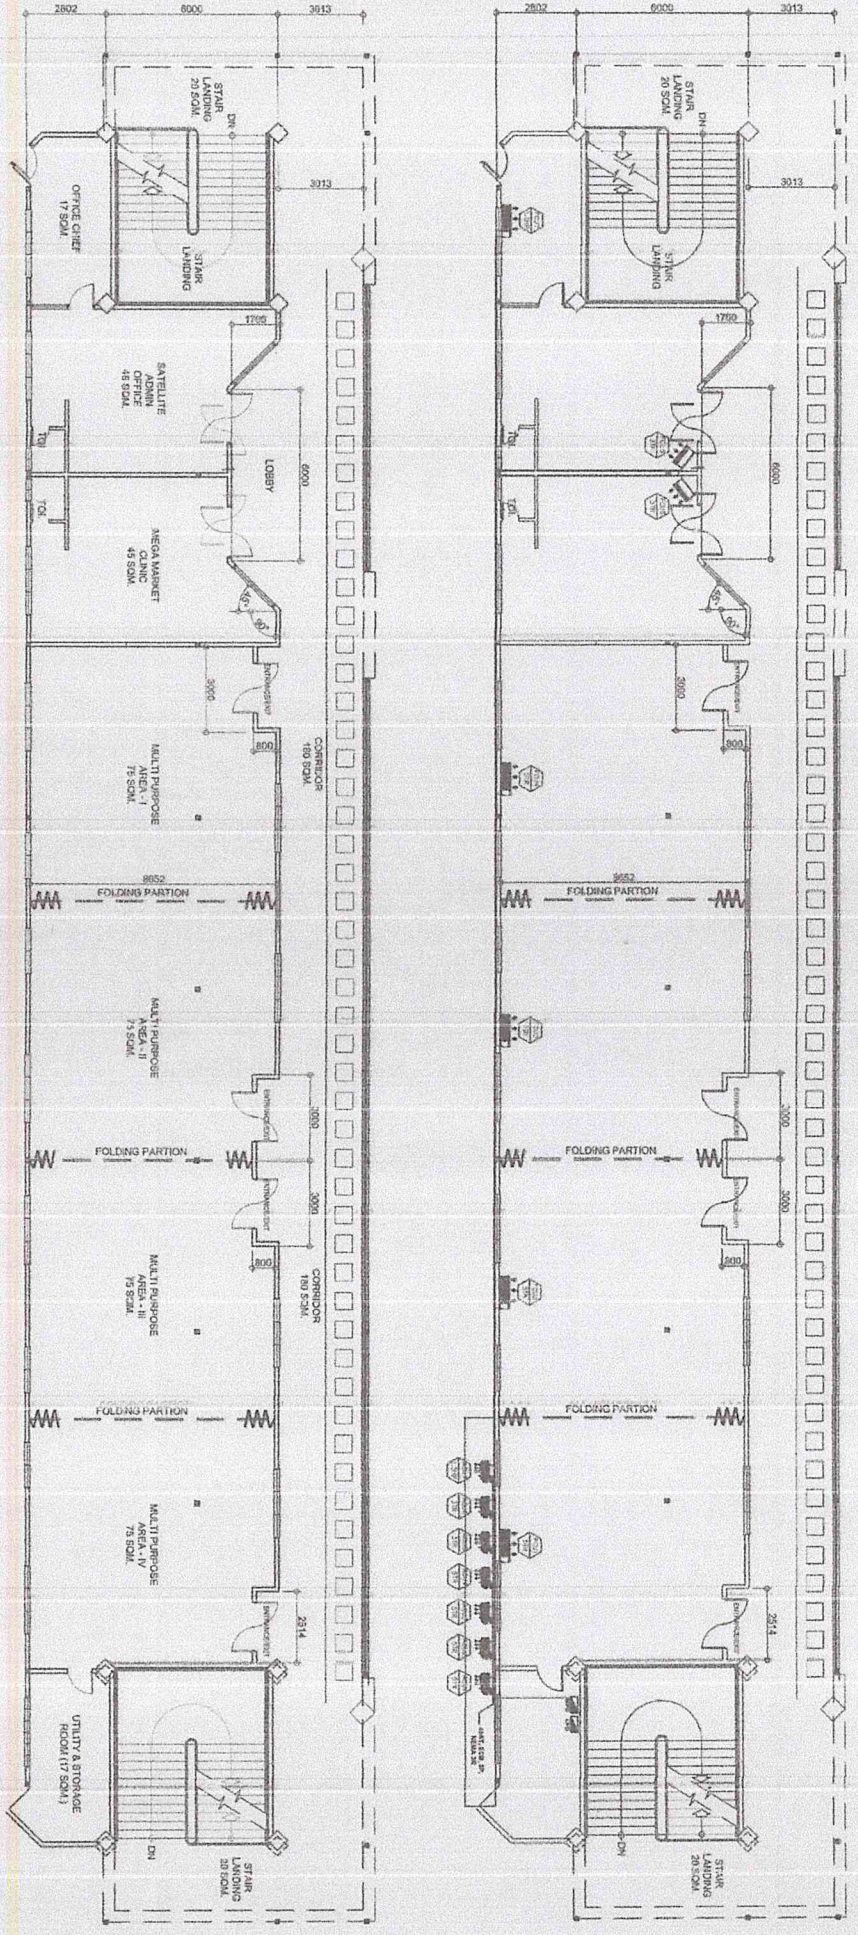 2802
6000
3013
STAIR
LANDING
20 SQM.
DN
3013
OFFICE CHIEF
17 SQM.
STAIR
LANDING
1700
SATELLITE
ADMIN
OFFICE
45 SQM.
6000
LOBBY
TOI.
TOI.
MEGA MARKET
CLINIC
45 SQM.
90°
3000
800
MULTI PURPOSE
AREA - I
75 SQM.
CORRIDOR
180 SQM.
8652
FOLDING PARTION
MULTI PURPOSE
AREA - II
75 SQM.
3000
FOLDING PARTION
3000
800
MULTI PURPOSE
AREA - III
75 SQM.
CORRIDOR
180 SQM.
FOLDING PARTION
MULTI PURPOSE
AREA - IV
75 SQM.
2514
UTILITY & STORAGE
ROOM (17 SQM.)
DN
STAIR
LANDING
20 SQM.
2802
6000
3013
STAIR
LANDING
20 SQM.
DN
3013
STAIR
LANDING
1700
6000
TOI.
TOI.
90°
3000
800
8652
FOLDING PARTION
3000
FOLDING PARTION
3000
800
FOLDING PARTION
2514
DN
STAIR
LANDING
20 SQM.